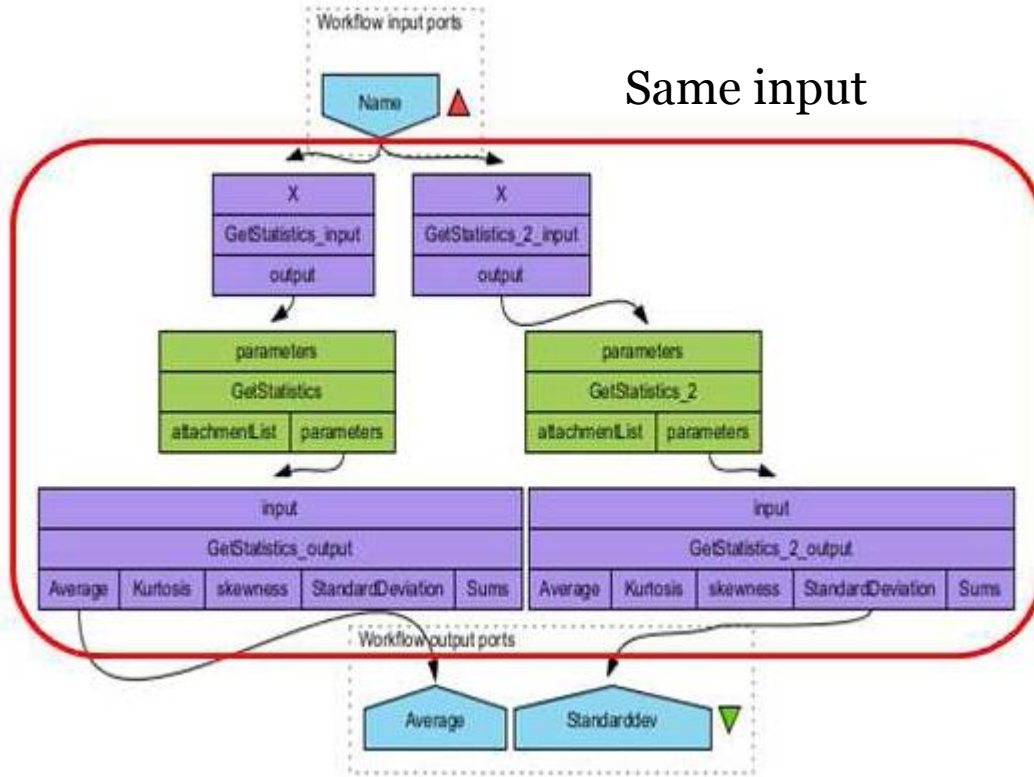 Workflow input ports
Same input
Name
X
X
GetStatistics_input
GetStatistics_2_input
output
output
parameters
parameters
GetStatistics
GetStatistics_2
attachmentList parameters
attachmentList parameters
input
input
GetStatistics_output
GetStatistics_2_output
Average Kurtosis skewness StandardDeviation Sums
Average Kurtosis skewness StandardDeviation Sums
Workflow output ports
Average
Standarddev